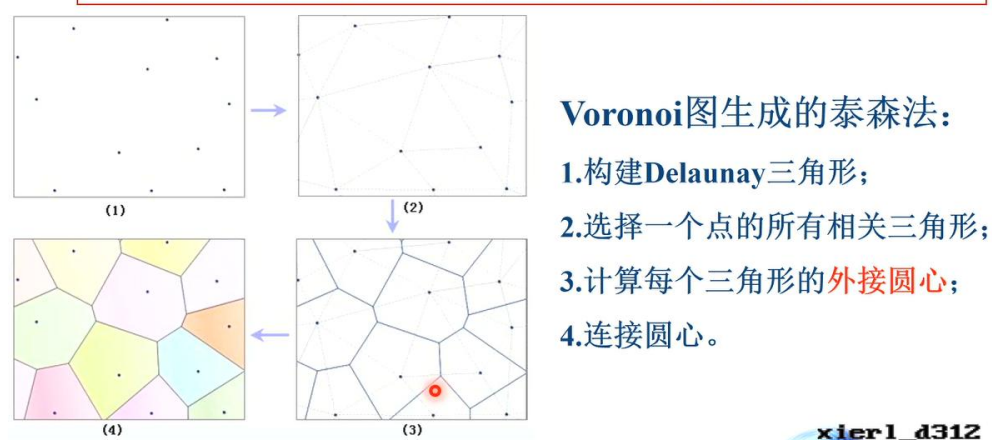 (1)
(2)
(4)
(3)
Voronoi图生成的泰森法：
1.构建Delaunay三角形；
2.选择一个点的所有相关三角形；
3.计算每个三角形的外接圆心；
4.连接圆心。
xierl_d312